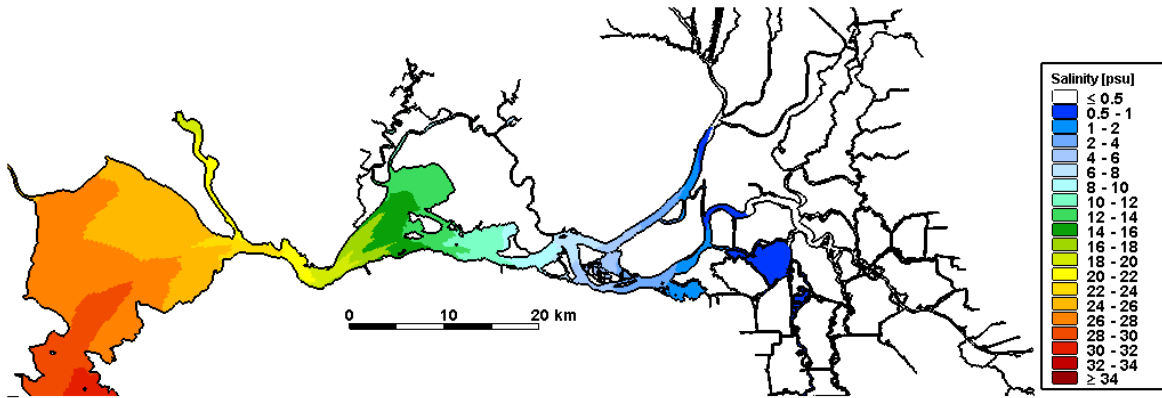 Salinity [psu]
≤ 0.5
0.5 - 1
1 - 2
2 - 4
4 - 6
6 - 8
8 - 10
10 - 12
12 - 14
14 - 16
16 - 18
18 - 20
20 - 22
22 - 24
24 - 26
26 - 28
28 - 30
30 - 32
32 - 34
≥ 34
0 10 20 km